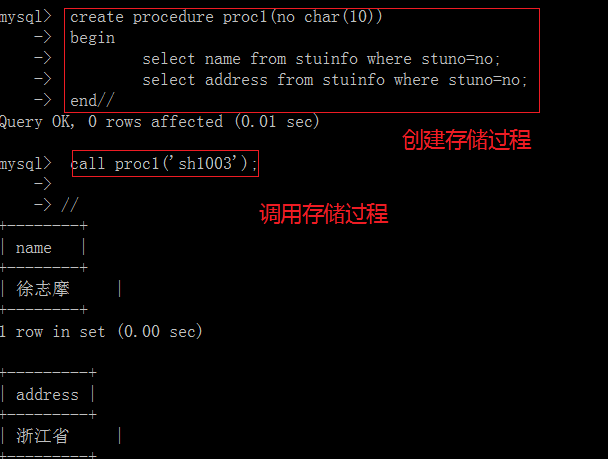 mysql> create procedure proc1(no char(10))
    -> begin
    ->         select name from stuinfo where stuno=no;
    ->         select address from stuinfo where stuno=no;
    -> end//
Query OK, 0 rows affected (0.01 sec)
创建存储过程
mysql> call proc1('sh1003');
    ->
    -> //
调用存储过程
+--------+
| name   |
+--------+
| 徐志摩     |
+--------+
1 row in set (0.00 sec)
+---------+
| address |
+---------+
| 浙江省     |
+---------+